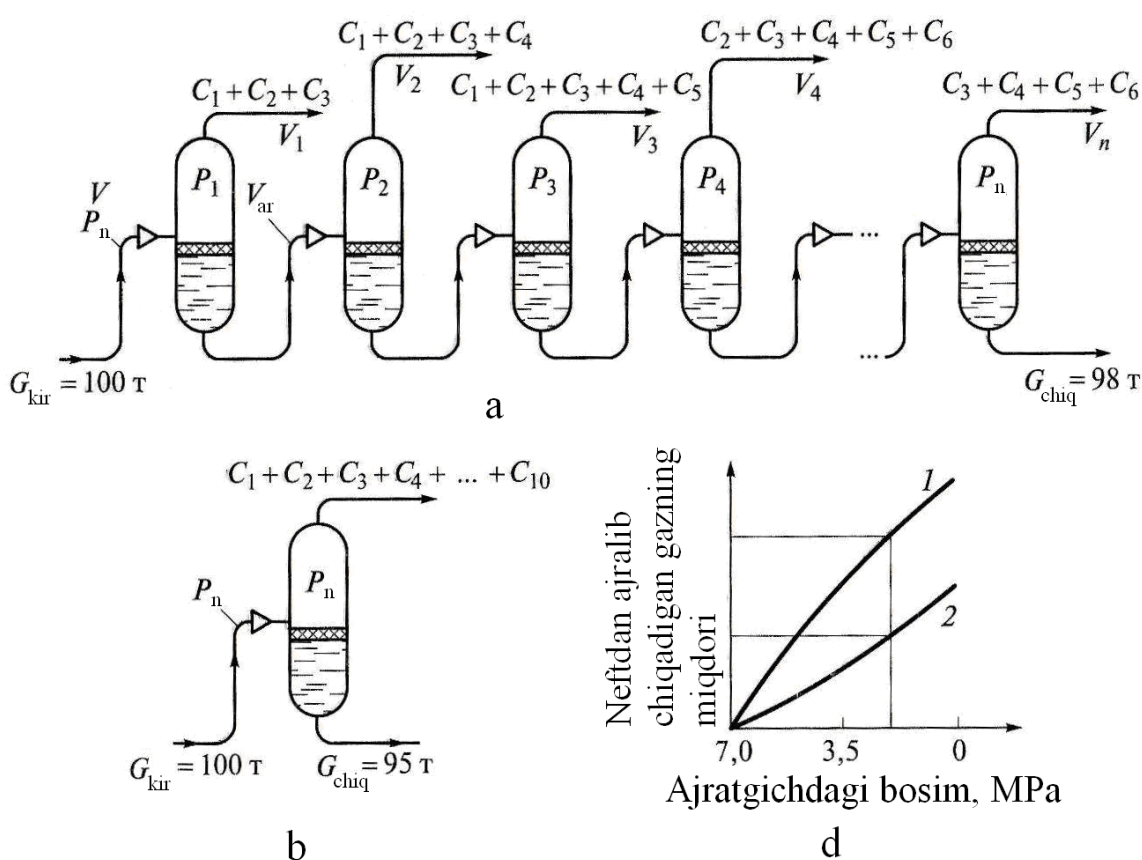 C₁ + C₂ + C₃
V₁
C₁ + C₂ + C₃ + C₄
V₂
C₁ + C₂ + C₃ + C₄ + C₅
V₃
C₂ + C₃ + C₄ + C₅ + C₆
V₄
C₃ + C₄ + C₅ + C₆
Vₙ
V
Pₙ
P₁
V_ar
P₂
P₃
P₄
...
Pₙ
...
G_kir = 100 т
G_chiq = 98 т
a
C₁ + C₂ + C₃ + C₄ + ... + C₁₀
Pₙ
Pₙ
G_kir = 100 т
G_chiq = 95 т
b
Neftdan ajralib
chiqadigan gazning
miqdori
1
2
7,0
3,5
0
Ajratgichdagi bosim, MPa
d